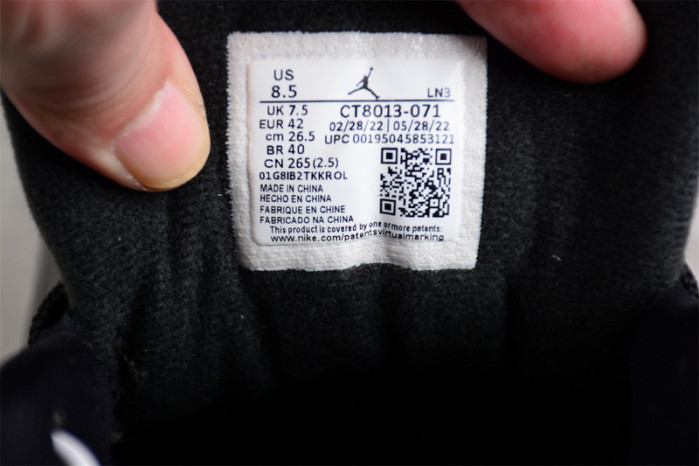 US
8.5 LN3
UK 7.5 CT8013-071
EUR 42 02/28/22 | 05/28/22
cm 26.5 UPC 00195045853121
BR 40
CN 265(2.5)
01G8IB2TKKROL
MADE IN CHINA
HECHO EN CHINA
FABRIQUE EN CHINE
FABRICADO NA CHINA
This product is covered by one or more patents:
www.nike.com/patentsvirtualmarking